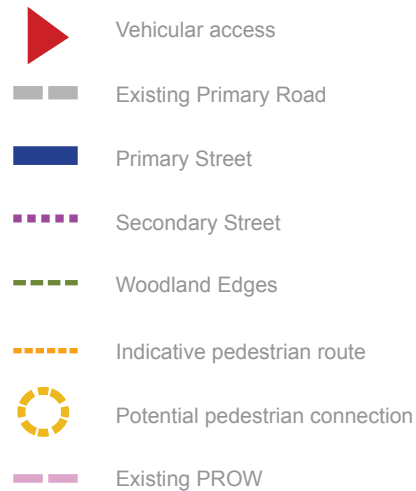 Vehicular access
Existing Primary Road
Primary Street
Secondary Street
Woodland Edges
Indicative pedestrian route
Potential pedestrian connection
Existing PROW